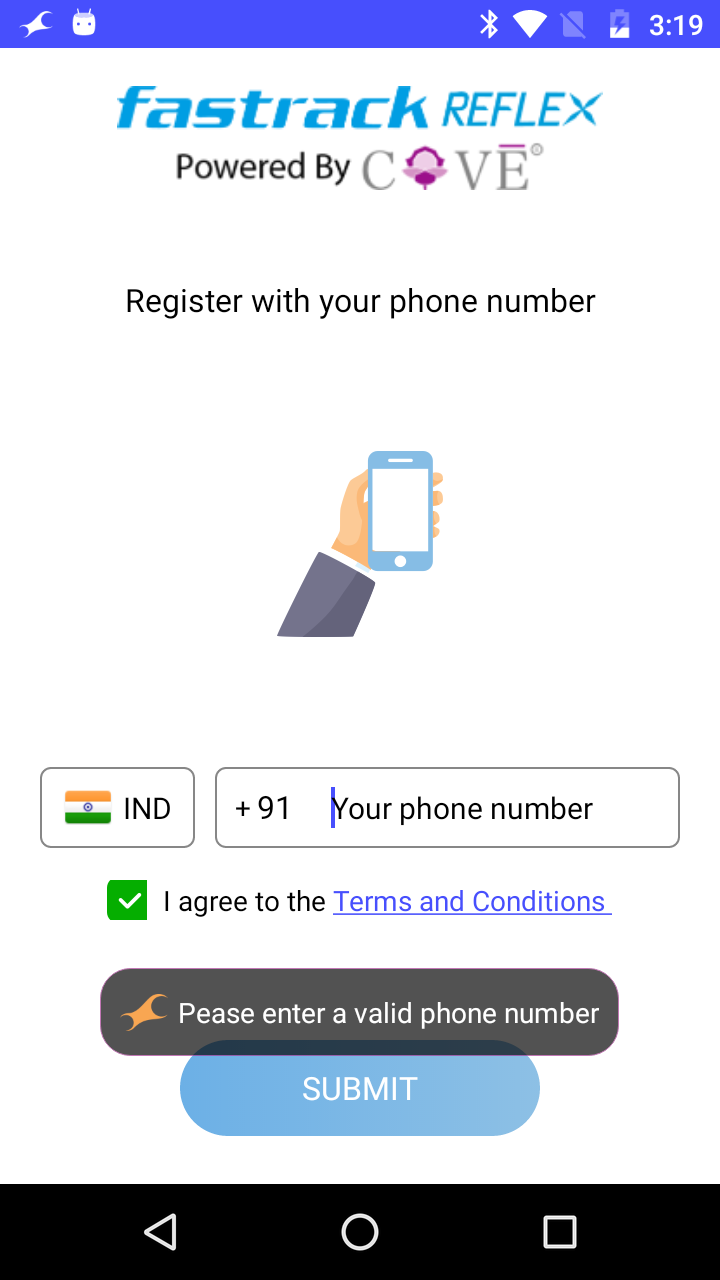 3:19
fastrack REFLEX
Powered By COVĒ®
Register with your phone number
IND
+ 91 Your phone number
I agree to the Terms and Conditions
Pease enter a valid phone number
SUBMIT